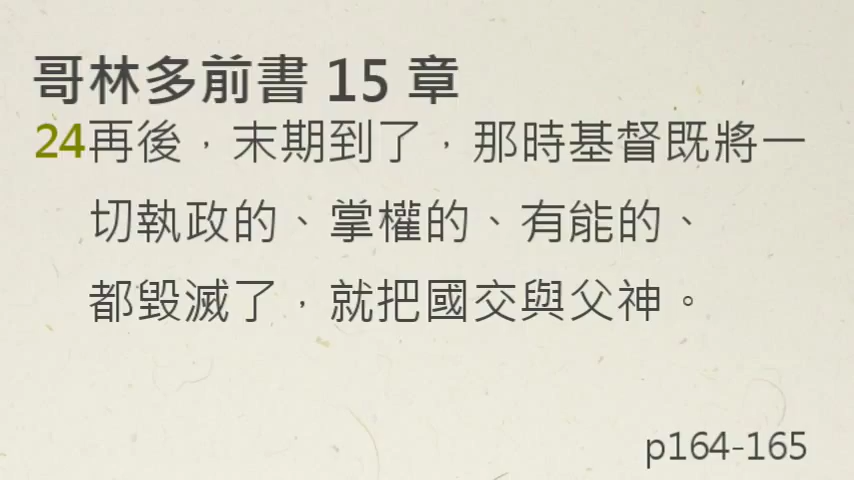 哥林多前書 15 章
24再後，末期到了，那時基督既將一
切執政的、掌權的、有能的、
都毀滅了，就把國交與父神。
p164-165